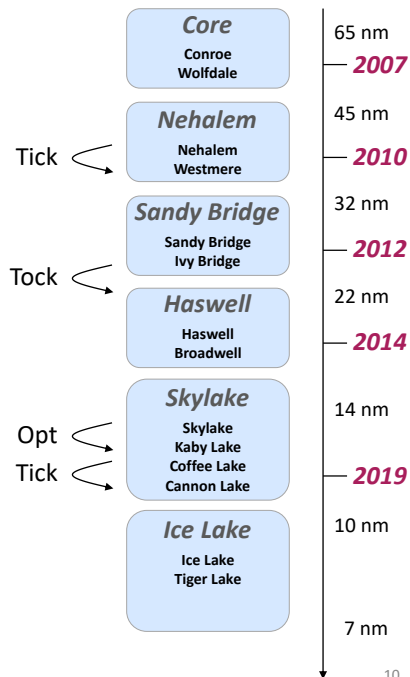 Core
Conroe
Wolfdale
65 nm
2007
45 nm
Nehalem
Nehalem
Westmere
Tick
2010
32 nm
Sandy Bridge
Sandy Bridge
Ivy Bridge
2012
Tock
22 nm
Haswell
Haswell
Broadwell
2014
Skylake
14 nm
Skylake
Kaby Lake
Coffee Lake
Cannon Lake
Opt
Tick
2019
10 nm
Ice Lake
Ice Lake
Tiger Lake
7 nm
10